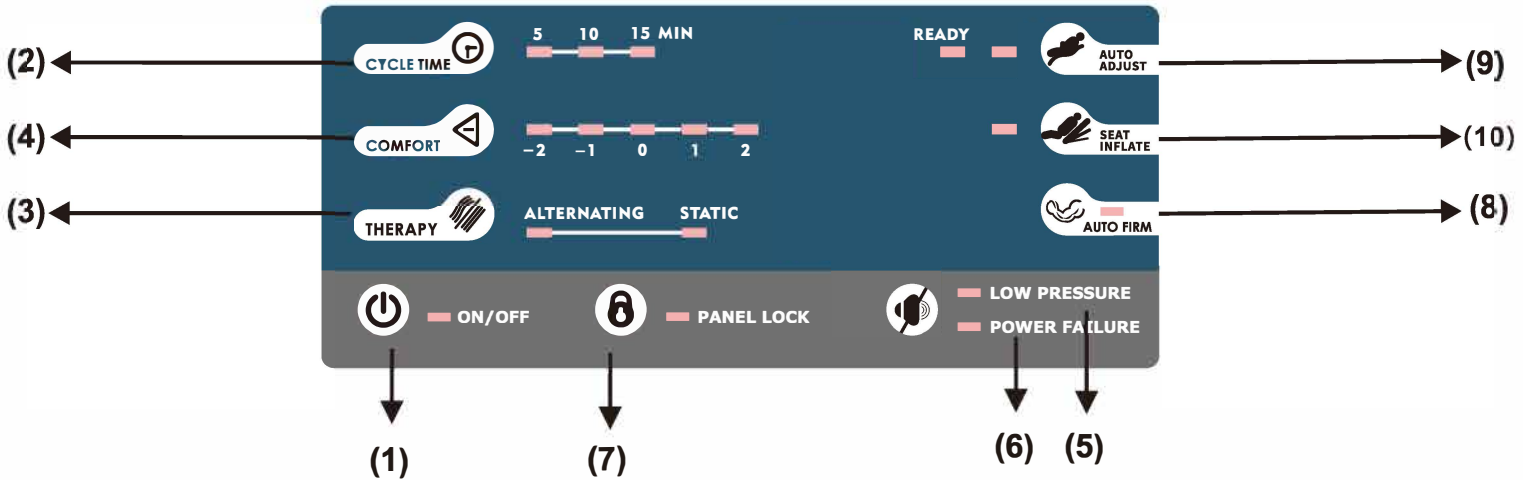 5 10 15 MIN
READY
(2)
CYCLE TIME
AUTO
ADJUST
(9)
(4)
COMFORT
-2 -1 0 1 2
SEAT
INFLATE
(10)
(3)
THERAPY
ALTERNATING STATIC
AUTO FIRM
(8)
ON/OFF
PANEL LOCK
LOW PRESSURE
POWER FAILURE
(1)
(7)
(6)
(5)